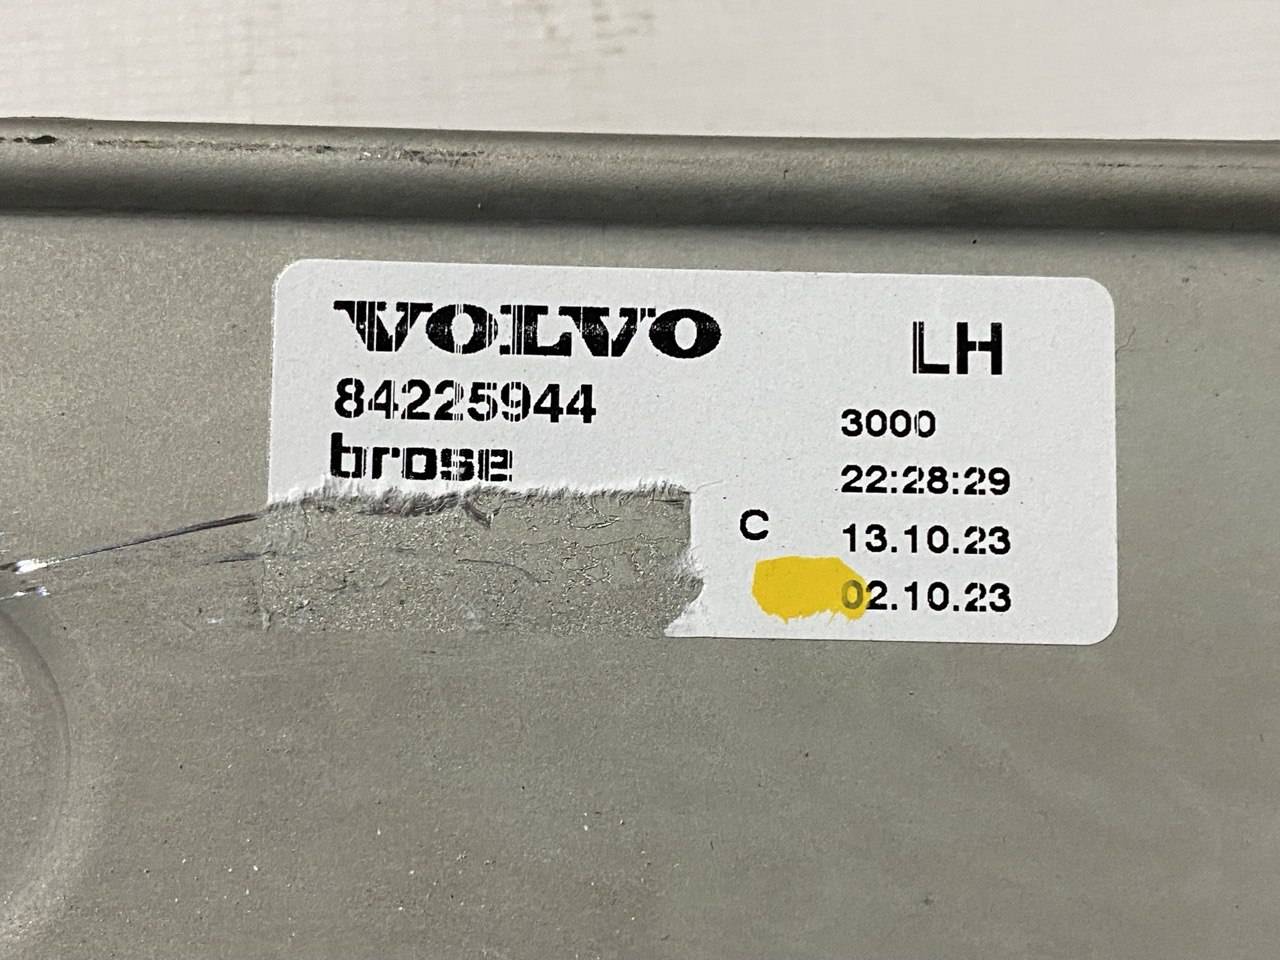 VOLVO
LH
84225944
3000
brose
22:28:29
C 13.10.23
02.10.23